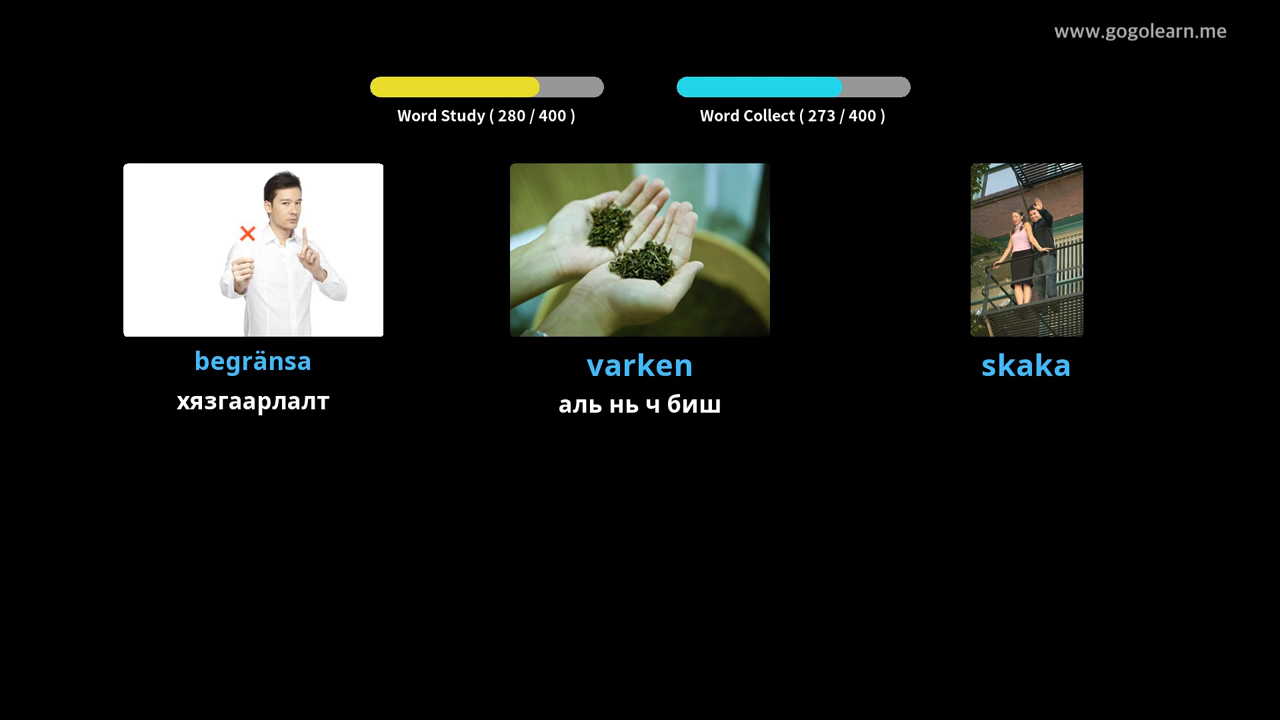 www.gogolearn.me
Word Study ( 280 / 400 )
Word Collect ( 273 / 400 )
begränsa
хязгаарлалт
varken
аль нь ч биш
skaka